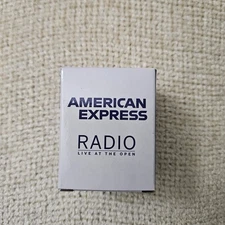 AMERICAN
EXPRESS
RADIO
LIVE AT THE OPEN